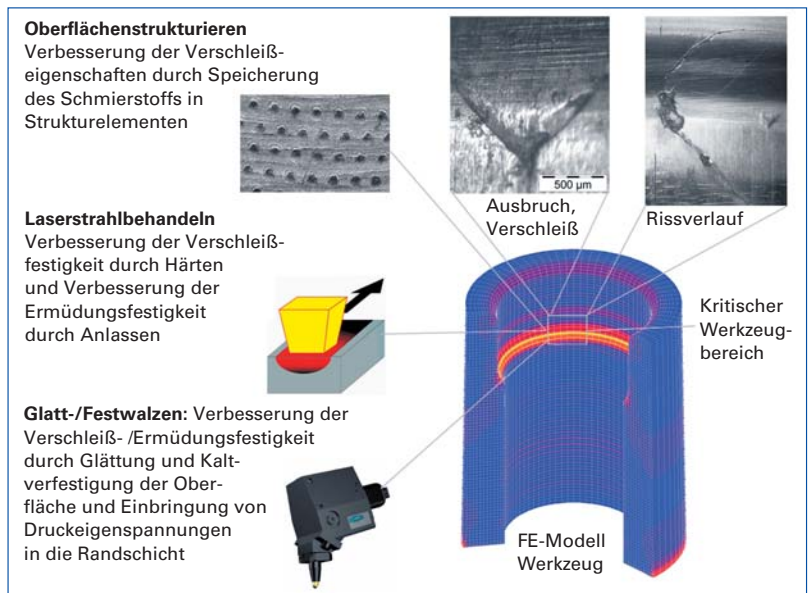 Oberflächenstrukturieren
Verbesserung der Verschleiß-
eigenschaften durch Speicherung
des Schmierstoffs in
Strukturelementen
500 µm
Ausbruch,
Verschleiß
Rissverlauf
Laserstrahlbehandeln
Verbesserung der Verschleiß-
festigkeit durch Härten
und Verbesserung der
Ermüdungsfestigkeit
durch Anlassen
Kritischer
Werkzeug-
bereich
Glatt-/Festwalzen: Verbesserung der
Verschleiß- /Ermüdungsfestigkeit
durch Glättung und Kalt-
verfestigung der Ober-
fläche und Einbringung von
Druckeigenspannungen
in die Randschicht
FE-Modell
Werkzeug